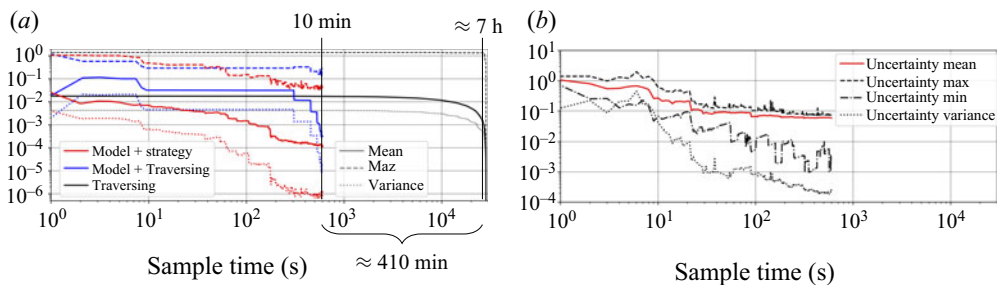 (a)
10 min
≈ 7 h
10^0
10^-1
10^-2
10^-3
10^-4
10^-5
10^-6
Model + strategy
Model + Traversing
Traversing
Mean
Maz
Variance
10^0
10^1
10^2
10^3
10^4
Sample time (s)
≈ 410 min
(b)
10^1
10^0
10^-1
10^-2
10^-3
10^-4
Uncertainty mean
Uncertainty max
Uncertainty min
Uncertainty variance
10^0
10^1
10^2
10^3
10^4
Sample time (s)